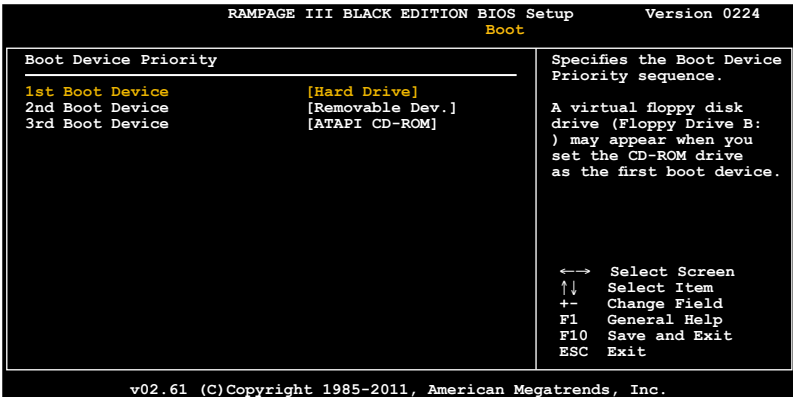 RAMPAGE III BLACK EDITION BIOS Setup Version 0224
Boot
Boot Device Priority
1st Boot Device [Hard Drive]
2nd Boot Device [Removable Dev.]
3rd Boot Device [ATAPI CD-ROM]
Specifies the Boot Device
Priority sequence.
A virtual floppy disk
drive (Floppy Drive B:
) may appear when you
set the CD-ROM drive
as the first boot device.
←→ Select Screen
↑↓ Select Item
+- Change Field
F1 General Help
F10 Save and Exit
ESC Exit
v02.61 (C)Copyright 1985-2011, American Megatrends, Inc.